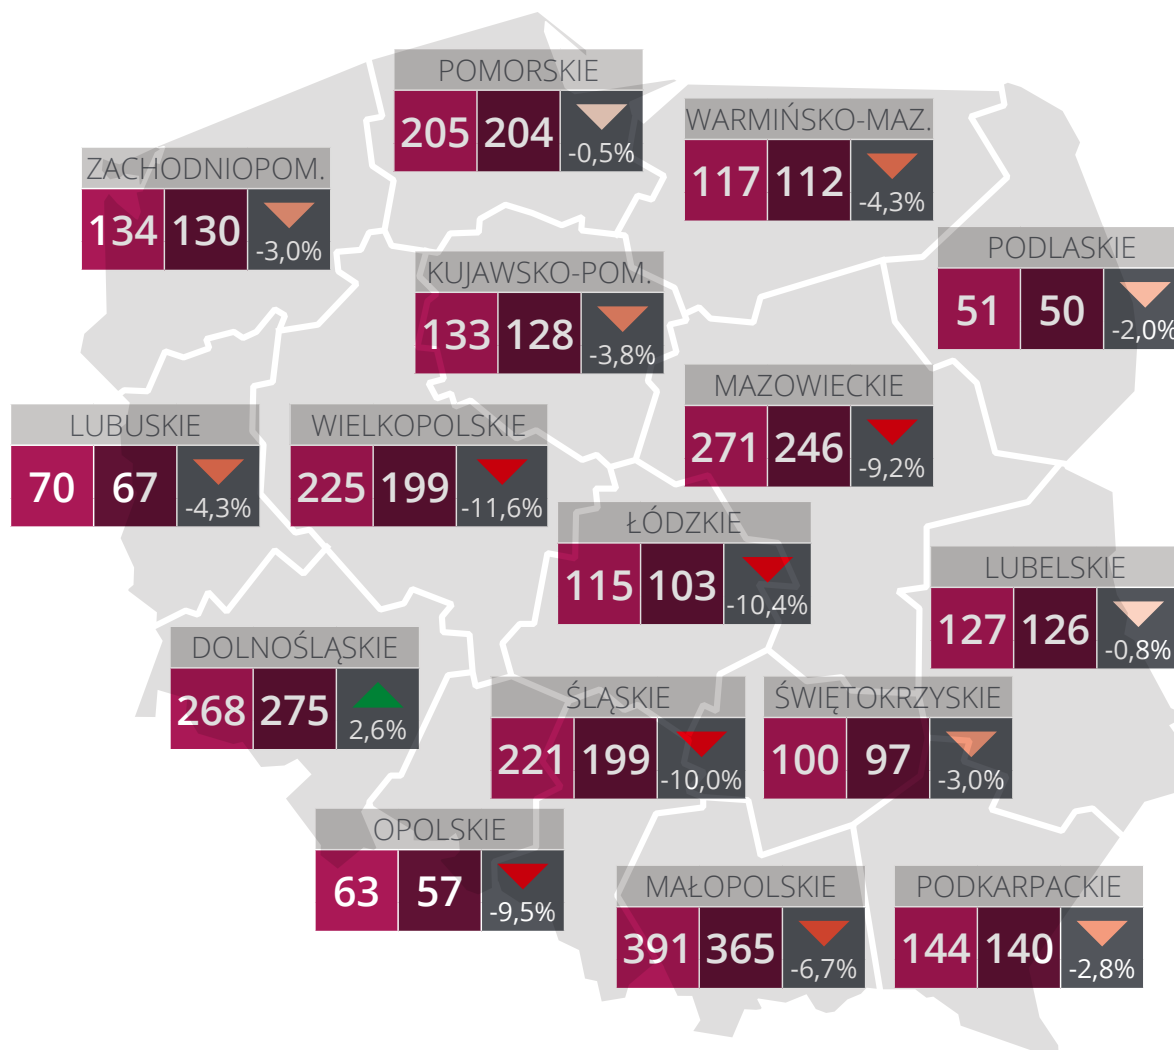 POMORSKIE
205 204 -0,5%
WARMIŃSKO-MAZ.
117 112 -4,3%
ZACHODNIOPOM.
134 130 -3,0%
PODLASKIE
51 50 -2,0%
KUJAWSKO-POM.
133 128 -3,8%
MAZOWIECKIE
271 246 -9,2%
LUBUSKIE
70 67 -4,3%
WIELKOPOLSKIE
225 199 -11,6%
ŁÓDZKIE
115 103 -10,4%
LUBELSKIE
127 126 -0,8%
DOLNOŚLĄSKIE
268 275 2,6%
ŚLĄSKIE
221 199 -10,0%
ŚWIĘTOKRZYSKIE
100 97 -3,0%
OPOLSKIE
63 57 -9,5%
MAŁOPOLSKIE
391 365 -6,7%
PODKARPACKIE
144 140 -2,8%